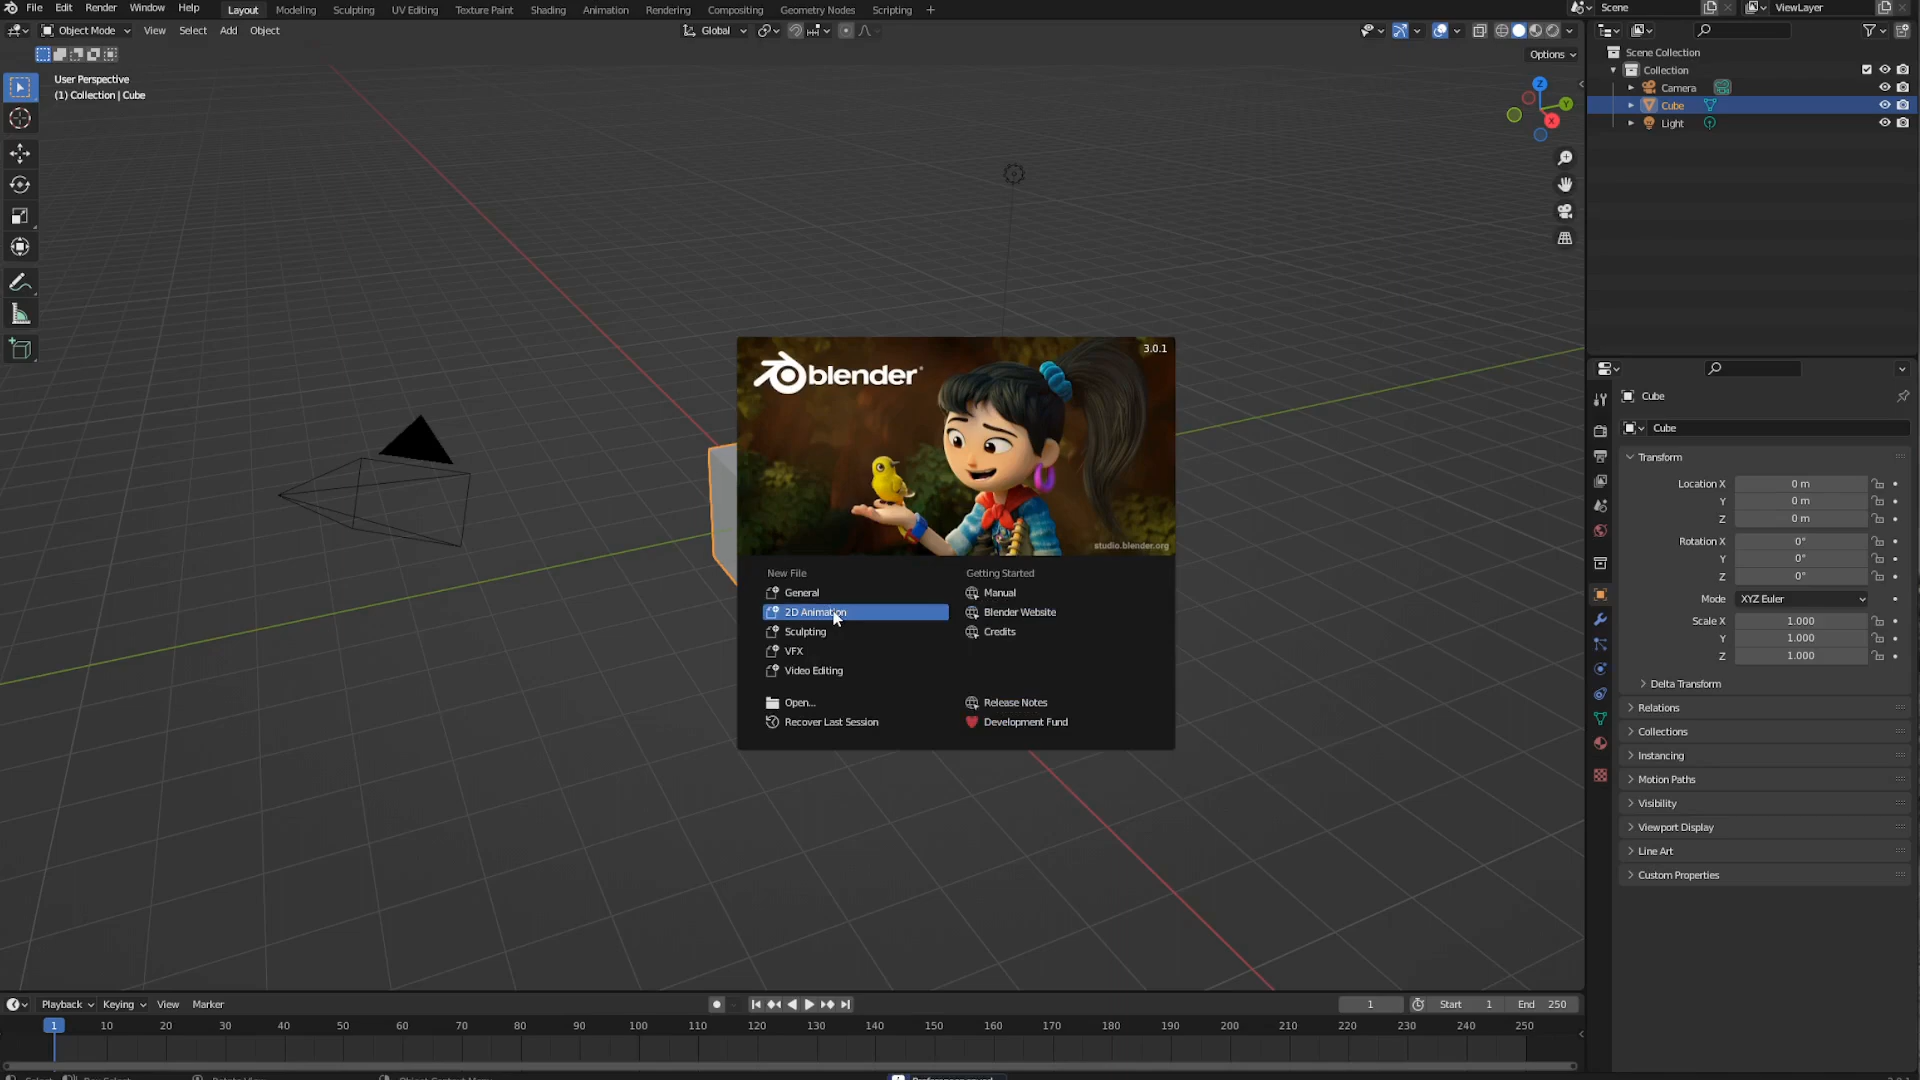 File Edit Render Window Help Layout Modeling Sculpting UV Editing Texture Paint Shading Animation Rendering Compositing Geometry Nodes Scripting + Scene ViewLayer
Object Mode View Select Add Object Global
Options
User Perspective
(1) Collection | Cube
Z
Y
X
Scene Collection
Collection
Camera
Cube
Light
blender
3.0.1
studio.blender.org
New File
General
2D Animation
Sculpting
VFX
Video Editing
Open...
Recover Last Session
Getting Started
Manual
Blender Website
Credits
Release Notes
Development Fund
Cube
Cube
Transform
Location X 0 m
Y 0 m
Z 0 m
Rotation X 0°
Y 0°
Z 0°
Mode XYZ Euler
Scale X 1.000
Y 1.000
Z 1.000
Delta Transform
Relations
Collections
Instancing
Motion Paths
Visibility
Viewport Display
Line Art
Custom Properties
Playback Keying View Marker 1 Start 1 End 250
1 10 20 30 40 50 60 70 80 90 100 110 120 130 140 150 160 170 180 190 200 210 220 230 240 250